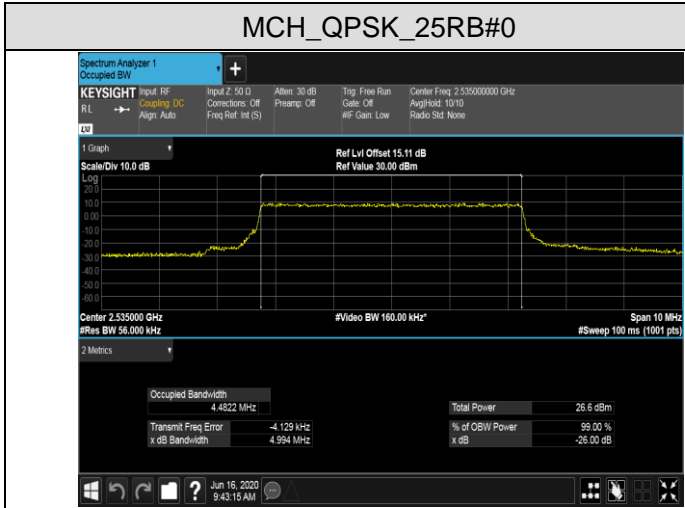 MCH_QPSK_25RB#0
Spectrum Analyzer 1
Occupied BW
+
KEYSIGHT Input: RF Input Z: 50 Ω Atten: 30 dB Trig: Free Run Center Freq: 2.535000000 GHz
RL Coupling: DC Corrections: Off Preamp: Off Gate: Off Avg|Hold: 10/10
Align: Auto Freq Ref: Int (S) #IF Gain: Low Radio Std: None
LXI
1 Graph
Ref Lvl Offset 15.11 dB
Scale/Div 10.0 dB Ref Value 30.00 dBm
Log
20.0
10.0
0.00
-10.0
-20.0
-30.0
-40.0
-50.0
-60.0
Center 2.535000 GHz #Video BW 160.00 kHz* Span 10 MHz
#Res BW 56.000 kHz #Sweep 100 ms (1001 pts)
2 Metrics
Occupied Bandwidth
4.4822 MHz Total Power 26.6 dBm
Transmit Freq Error -4.129 kHz % of OBW Power 99.00 %
x dB Bandwidth 4.994 MHz x dB -26.00 dB
? Jun 16, 2020
9:43:15 AM